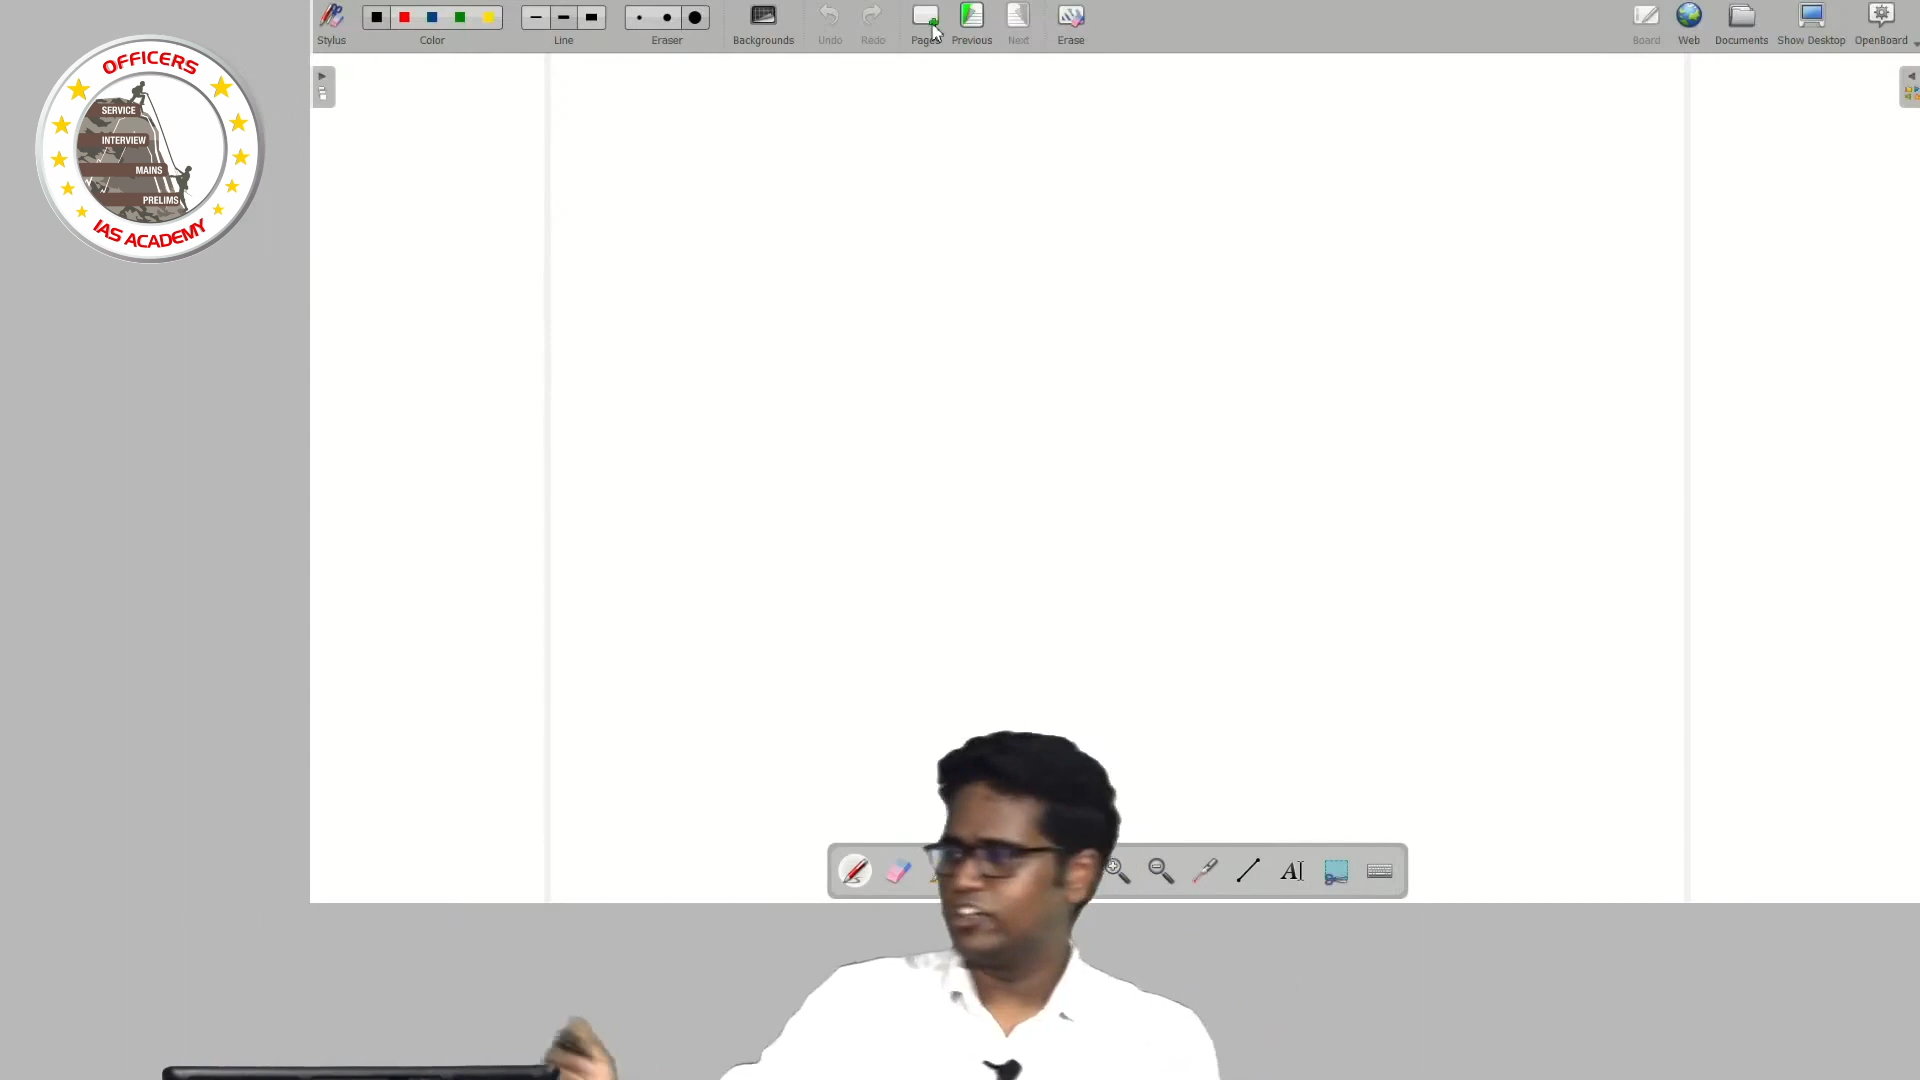 Stylus
Color
Line
Eraser
Backgrounds
Undo
Redo
Pages
Previous
Next
Erase
Board
Web
Documents
Show Desktop
OpenBoard
OFFICERS
SERVICE
INTERVIEW
MAINS
PRELIMS
IAS ACADEMY